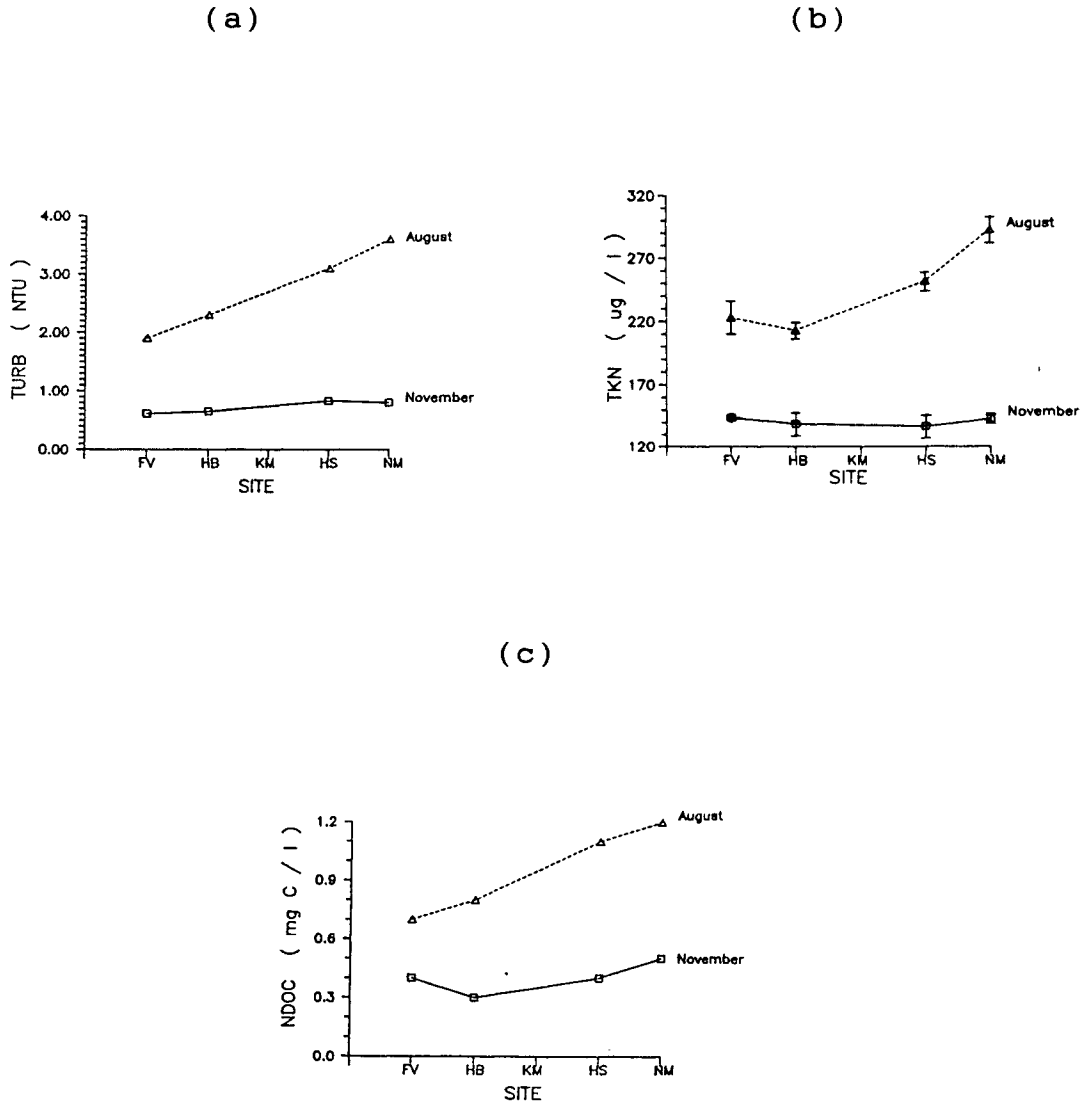 (a)
4.00
3.00
2.00
1.00
0.00
TURB ( NTU )
August
November
FV HB KM HS NM
SITE
(b)
320
270
220
170
120
TKN ( ug / l )
August
November
FV HB KM HS NM
SITE
(c)
1.2
0.9
0.6
0.3
0.0
NDOC ( mg C / l )
August
November
FV HB KM HS NM
SITE